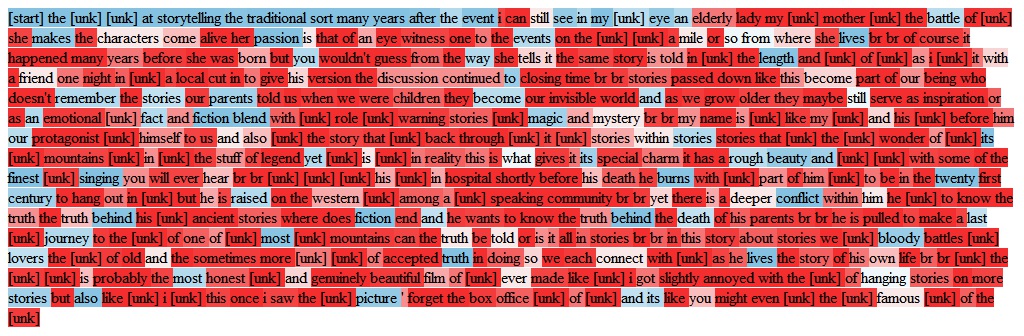 [start] the [unk] [unk] at storytelling the traditional sort many years after the event i can still see in my [unk] eye an elderly lady my [unk] mother [unk] the battle of [unk]
she makes the characters come alive her passion is that of an eye witness one to the events on the [unk] [unk] a mile or so from where she lives br br of course it
happened many years before she was born but you wouldn't guess from the way she tells it the same story is told in [unk] the length and [unk] of [unk] as i [unk] it with
a friend one night in [unk] a local cut in to give his version the discussion continued to closing time br br stories passed down like this become part of our being who
doesn't remember the stories our parents told us when we were children they become our invisible world and as we grow older they maybe still serve as inspiration or
as an emotional [unk] fact and fiction blend with [unk] role [unk] warning stories [unk] magic and mystery br br my name is [unk] like my [unk] and his [unk] before him
our protagonist [unk] himself to us and also [unk] the story that [unk] back through [unk] it [unk] stories within stories stories that [unk] the [unk] wonder of [unk] its
[unk] mountains [unk] in [unk] the stuff of legend yet [unk] is [unk] in reality this is what gives it its special charm it has a rough beauty and [unk] [unk] with some of the
finest [unk] singing you will ever hear br br [unk] [unk] [unk] his [unk] in hospital shortly before his death he burns with [unk] part of him [unk] to be in the twenty first
century to hang out in [unk] but he is raised on the western [unk] among a [unk] speaking community br br yet there is a deeper conflict within him he [unk] to know the
truth the truth behind his [unk] ancient stories where does fiction end and he wants to know the truth behind the death of his parents br br he is pulled to make a last
[unk] journey to the [unk] of one of [unk] most [unk] mountains can the truth be told or is it all in stories br br in this story about stories we [unk] bloody battles [unk]
lovers the [unk] of old and the sometimes more [unk] [unk] of accepted truth in doing so we each connect with [unk] as he lives the story of his own life br br [unk] the
[unk] [unk] is probably the most honest [unk] and genuinely beautiful film of [unk] ever made like [unk] i got slightly annoyed with the [unk] of hanging stories on more
stories but also like [unk] i [unk] this once i saw the [unk] picture ' forget the box office [unk] of [unk] and its like you might even [unk] the [unk] famous [unk] of the
[unk]